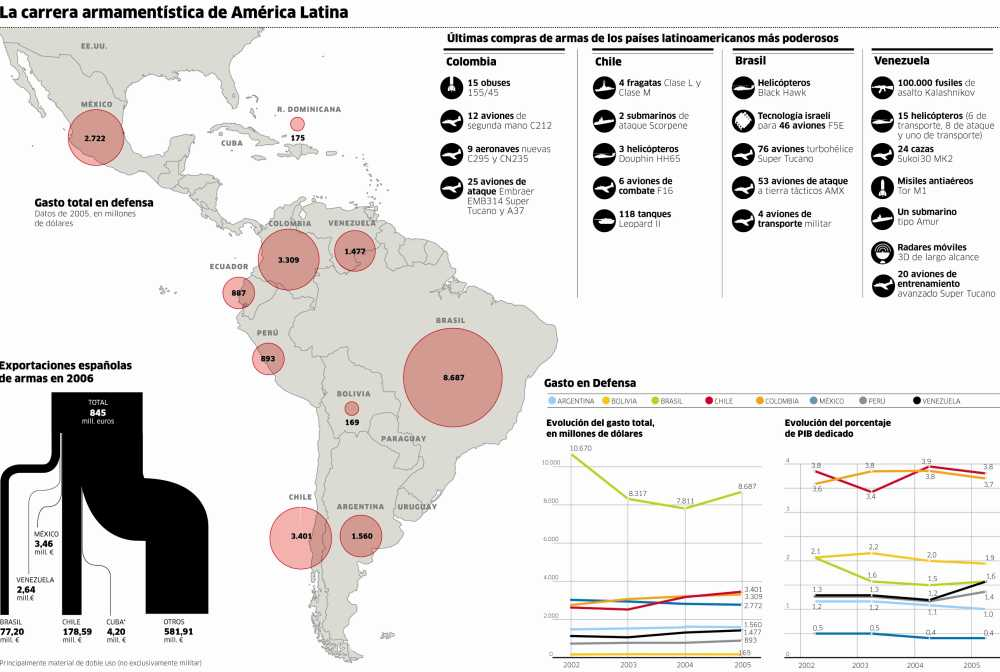 La carrera armamentística de América Latina
EE.UU.
MÉXICO
2.722
R. DOMINICANA
175
CUBA
Gasto total en defensa
Datos de 2005, en millones
de dólares
COLOMBIA
3.309
VENEZUELA
1.477
ECUADOR
887
PERÚ
893
BRASIL
8.687
BOLIVIA
169
PARAGUAY
CHILE
3.401
ARGENTINA
1.560
URUGUAY
Últimas compras de armas de los países latinoamericanos más poderosos
Colombia
15 obuses
155/45
12 aviones de
segunda mano C212
9 aeronaves nuevas
C295 y CN235
25 aviones de
ataque Embraer
EMB314 Super
Tucano y A37
Chile
4 fragatas Clase L y
Clase M
2 submarinos de
ataque Scorpene
3 helicópteros
Douphin HH65
6 aviones de
combate F16
118 tanques
Leopard II
Brasil
Helicópteros
Black Hawk
Tecnología israelí
para 46 aviones F5E
76 aviones turbohélice
Super Tucano
53 aviones de ataque
a tierra tácticos AMX
4 aviones de
transporte militar
Venezuela
100.000 fusiles de
asalto Kalashnikov
15 helicópteros (6 de
transporte, 8 de ataque
y uno de transporte)
24 cazas
Sukoi30 MK2
Misiles antiaéreos
Tor M1
Un submarino
tipo Amur
Radares móviles
3D de largo alcance
20 aviones de
entrenamiento
avanzado Super Tucano
Exportaciones españolas
de armas en 2006
TOTAL
845
mill. euros
MÉXICO
3,46
mill. €
VENEZUELA
2,64
mill.€
BRASIL
77,20
mill. €
CHILE
178,59
mill. €
CUBA*
4,20
mill. €
OTROS
581,91
mill. €
Principalmente material de doble uso (no exclusivamente militar)
Gasto en Defensa
ARGENTINA BOLIVIA BRASIL CHILE COLOMBIA MÉXICO PERÚ VENEZUELA
Evolución del gasto total,
en millones de dólares
10.670
10.000
8.317
7.811
8.687
8.000
6.000
4.000
3.401
3.309
2.772
2.000
1.560
1.477
893
169
0
2002 2003 2004 2005
Evolución del porcentaje
de PIB dedicado
4
3,8 3,8 3,9 3,8
3,6 3,4 3,8 3,7
3
2,1 2,2 2,0 1,9
2
1,6 1,5 1,6
1,3 1,3 1,2 1,4
1,2 1,2 1,1 1,0
1
0,5 0,5 0,4 0,4
0
2002 2003 2004 2005